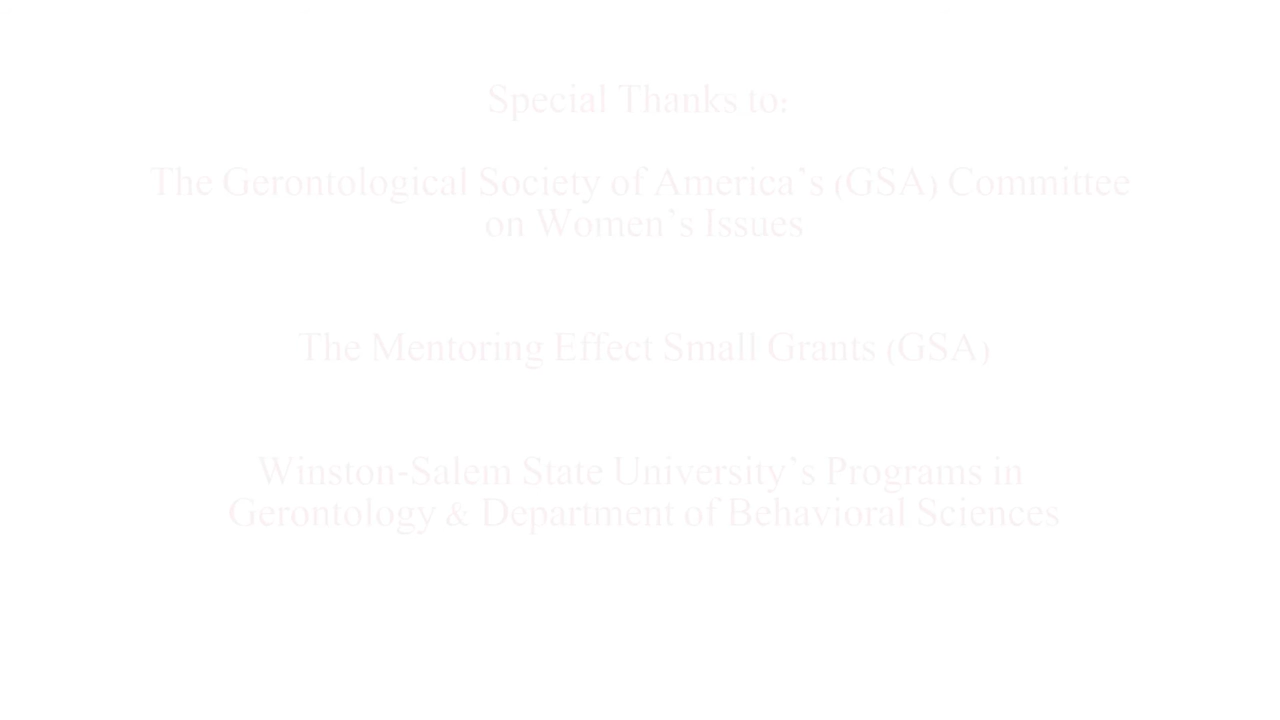 Special Thanks to:
The Gerontological Society of America's (GSA) Committee
on Women's Issues
The Mentoring Effect Small Grants (GSA)
Winston-Salem State University's Programs in
Gerontology & Department of Behavioral Sciences